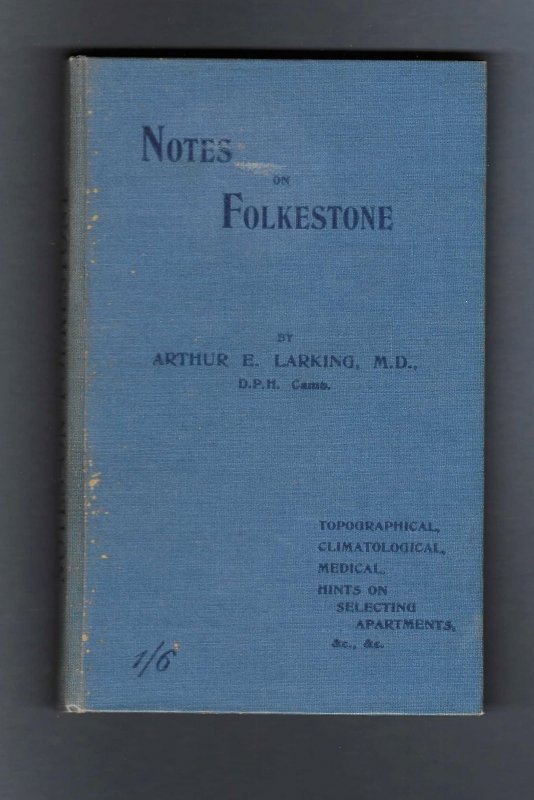 NOTES
ON
FOLKESTONE
BY
ARTHUR E. LARKING, M.D.,
D.P.H. Camb.
TOPOGRAPHICAL,
CLIMATOLOGICAL,
MEDICAL,
HINTS ON
SELECTING
APARTMENTS,
&c., &c.
1/6